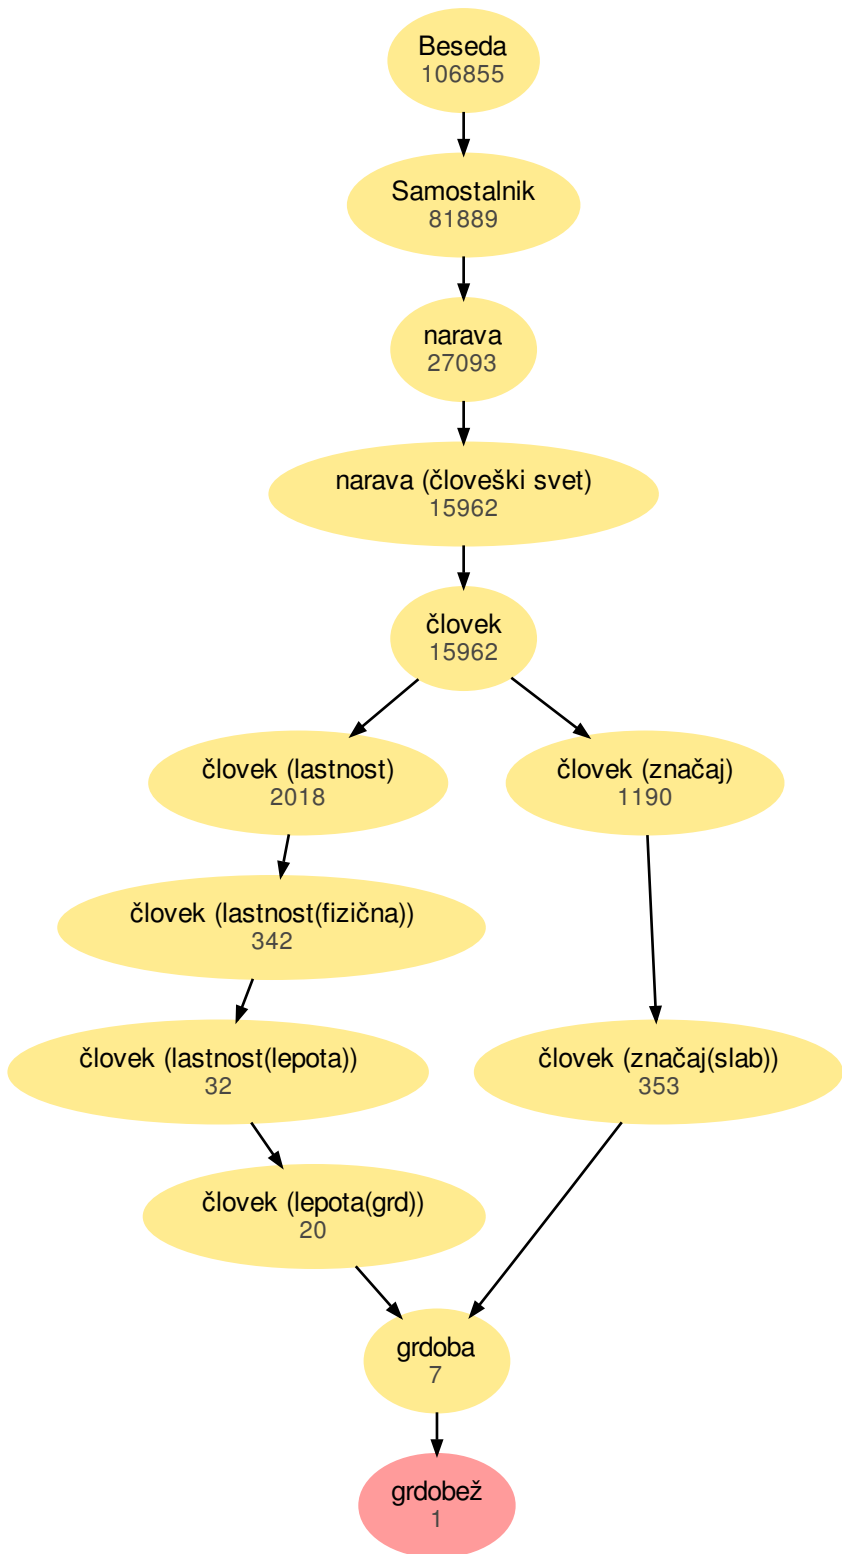 Beseda
106855
Samostalnik
81889
narava
27093
narava (človeški svet)
15962
človek
15962
človek (lastnost)
2018
človek (značaj)
1190
človek (lastnost(fizična))
342
človek (lastnost(lepota))
32
človek (značaj(slab))
353
človek (lepota(grd))
20
grdoba
7
grdobež
1